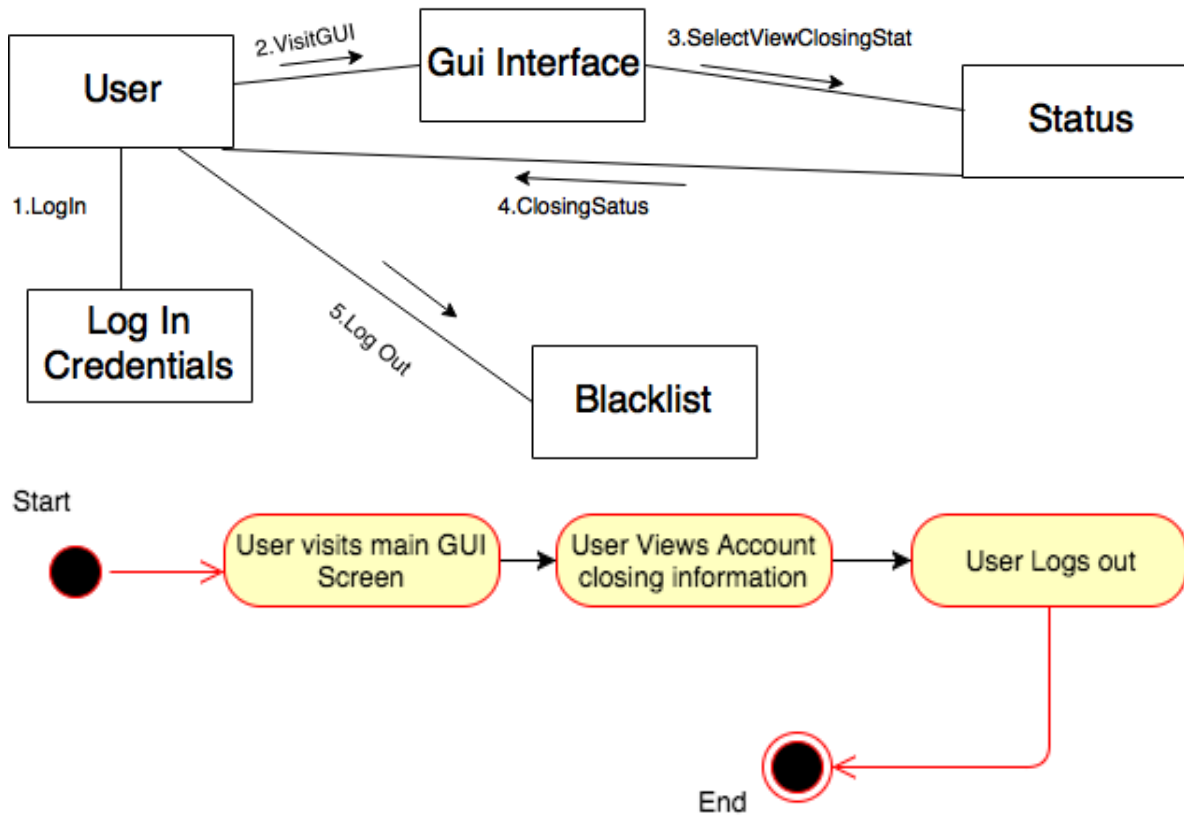 2.VisitGUI
3.SelectViewClosingStat
Gui Interface
User
Status
1.LogIn
4.ClosingSatus
Log In
Credentials
5.Log Out
Blacklist
Start
User visits main GUI
Screen
User Views Account
closing information
User Logs out
End